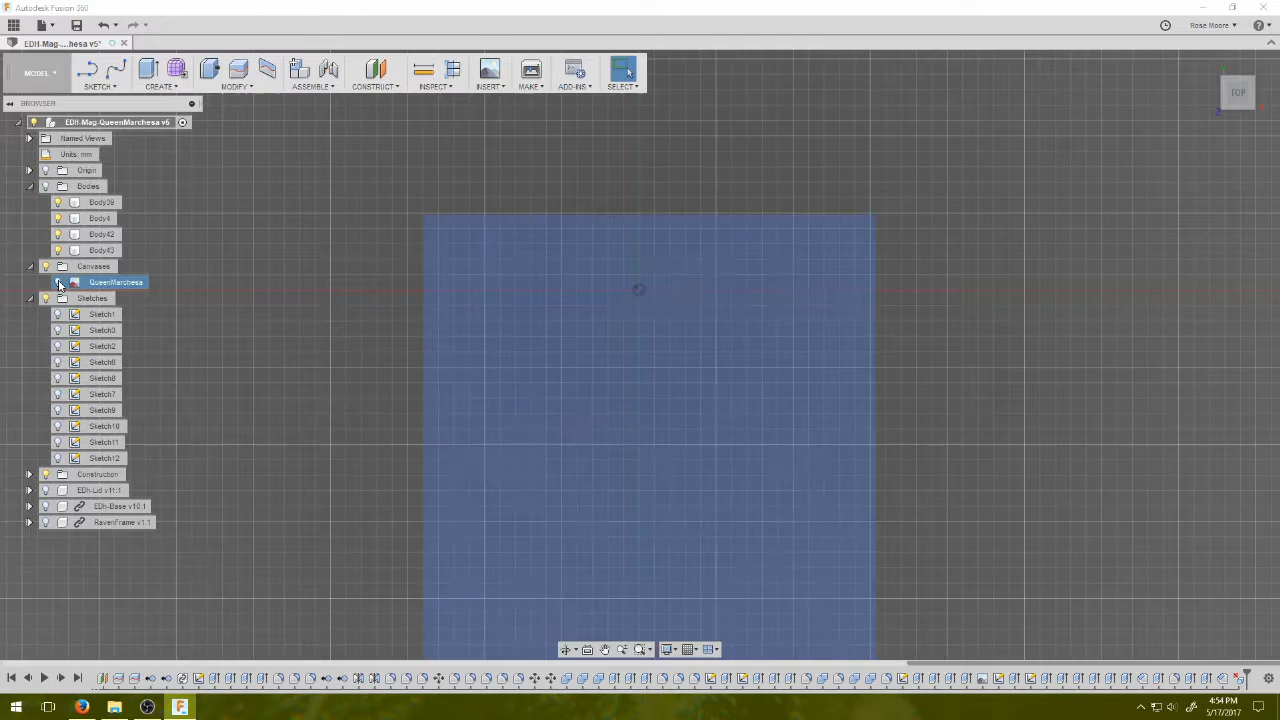 Autodesk Fusion 360
Rose Moore
EDH-Mag-...hesa v5*
MODEL
SKETCH
CREATE
MODIFY
ASSEMBLE
CONSTRUCT
INSPECT
INSERT
MAKE
ADD-INS
SELECT
BROWSER
TOP
EDH-Mag-QueenMarchesa v5
Named Views
Units: mm
Origin
Bodies
Body39
Body4
Body42
Body43
Canvases
QueenMarchesa
Sketches
Sketch1
Sketch3
Sketch2
Sketch6
Sketch8
Sketch7
Sketch9
Sketch10
Sketch11
Sketch12
Construction
EDh-Lid v11:1
EDh-Base v10:1
RavenFrame v1:1
4:54 PM
5/17/2017